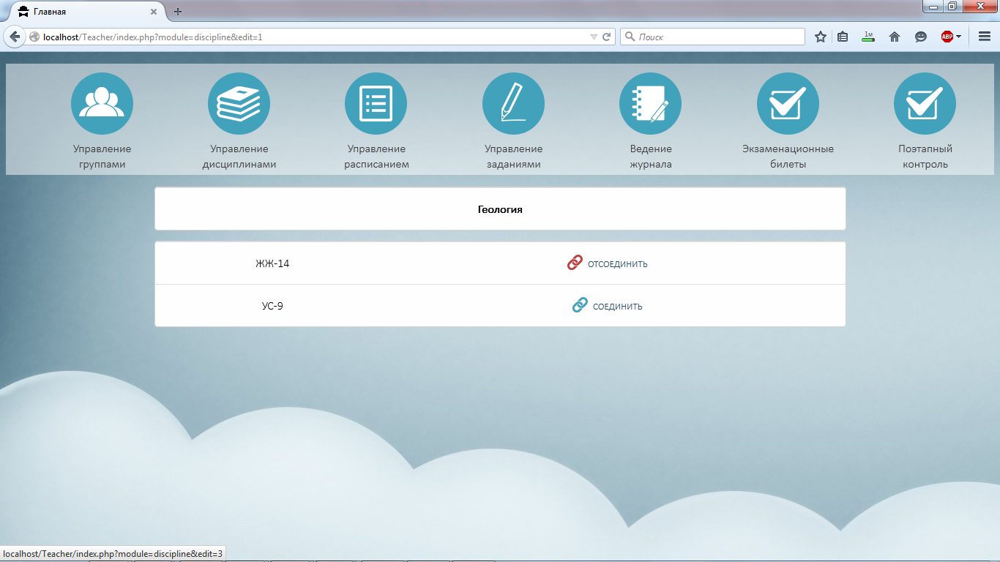 Главная
localhost/Teacher/index.php?module=discipline&edit=1
Поиск
1м
ABP
Управление группами
Управление дисциплинами
Управление расписанием
Управление заданиями
Ведение журнала
Экзаменационные билеты
Поэтапный контроль
Геология
ЖЖ-14 ОТСОЕДИНИТЬ
УС-9 СОЕДИНИТЬ
localhost/Teacher/index.php?module=discipline&edit=3